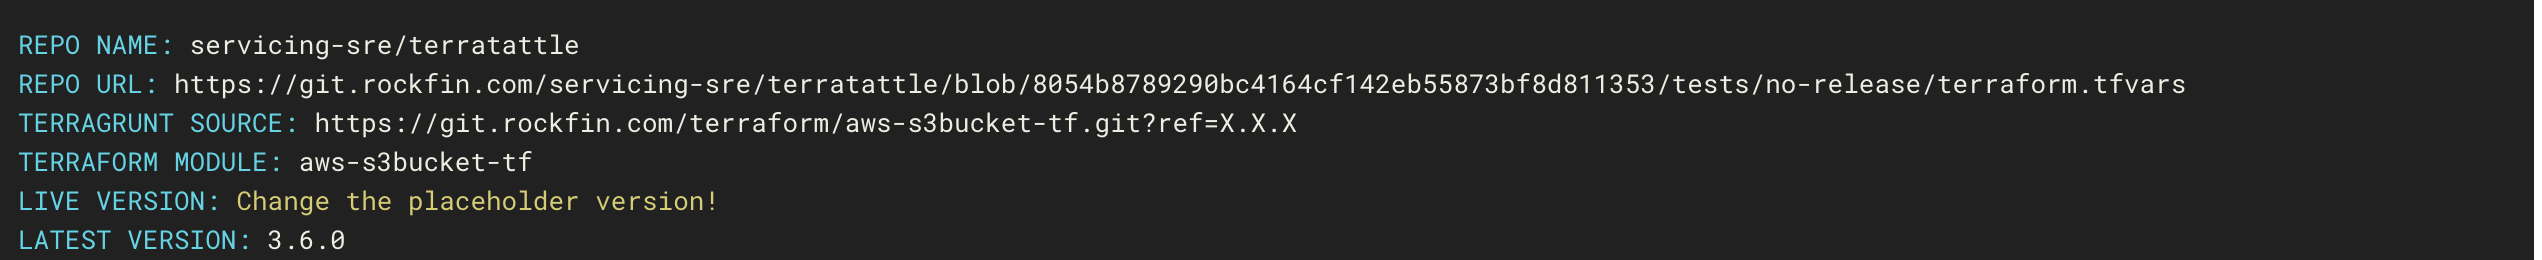 REPO NAME: servicing-sre/terratattle
REPO URL: https://git.rockfin.com/servicing-sre/terratattle/blob/8054b8789290bc4164cf142eb55873bf8d811353/tests/no-release/terraform.tfvars
TERRAGRUNT SOURCE: https://git.rockfin.com/terraform/aws-s3bucket-tf.git?ref=X.X.X
TERRAFORM MODULE: aws-s3bucket-tf
LIVE VERSION: Change the placeholder version!
LATEST VERSION: 3.6.0